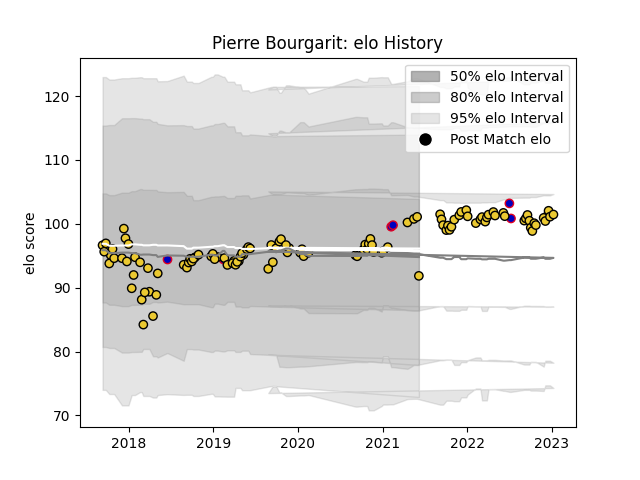 Pierre Bourgarit: elo History
50% elo Interval
80% elo Interval
95% elo Interval
Post Match elo
elo score
120
110
100
90
80
70
2018
2019
2020
2021
2022
2023